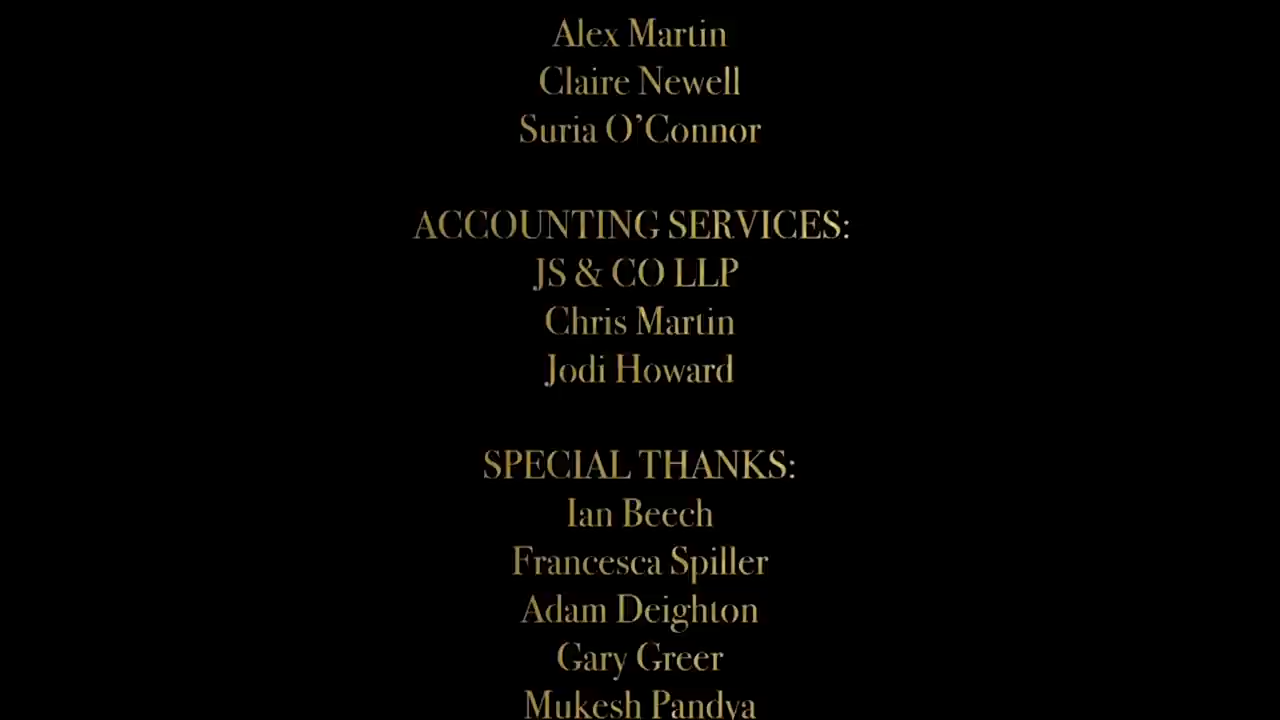 Alex Martin
Claire Newell
Suria O’Connor
ACCOUNTING SERVICES:
JS & CO LLP
Chris Martin
Jodi Howard
SPECIAL THANKS:
Ian Beech
Francesca Spiller
Adam Deighton
Gary Greer
Mukesh Pandya